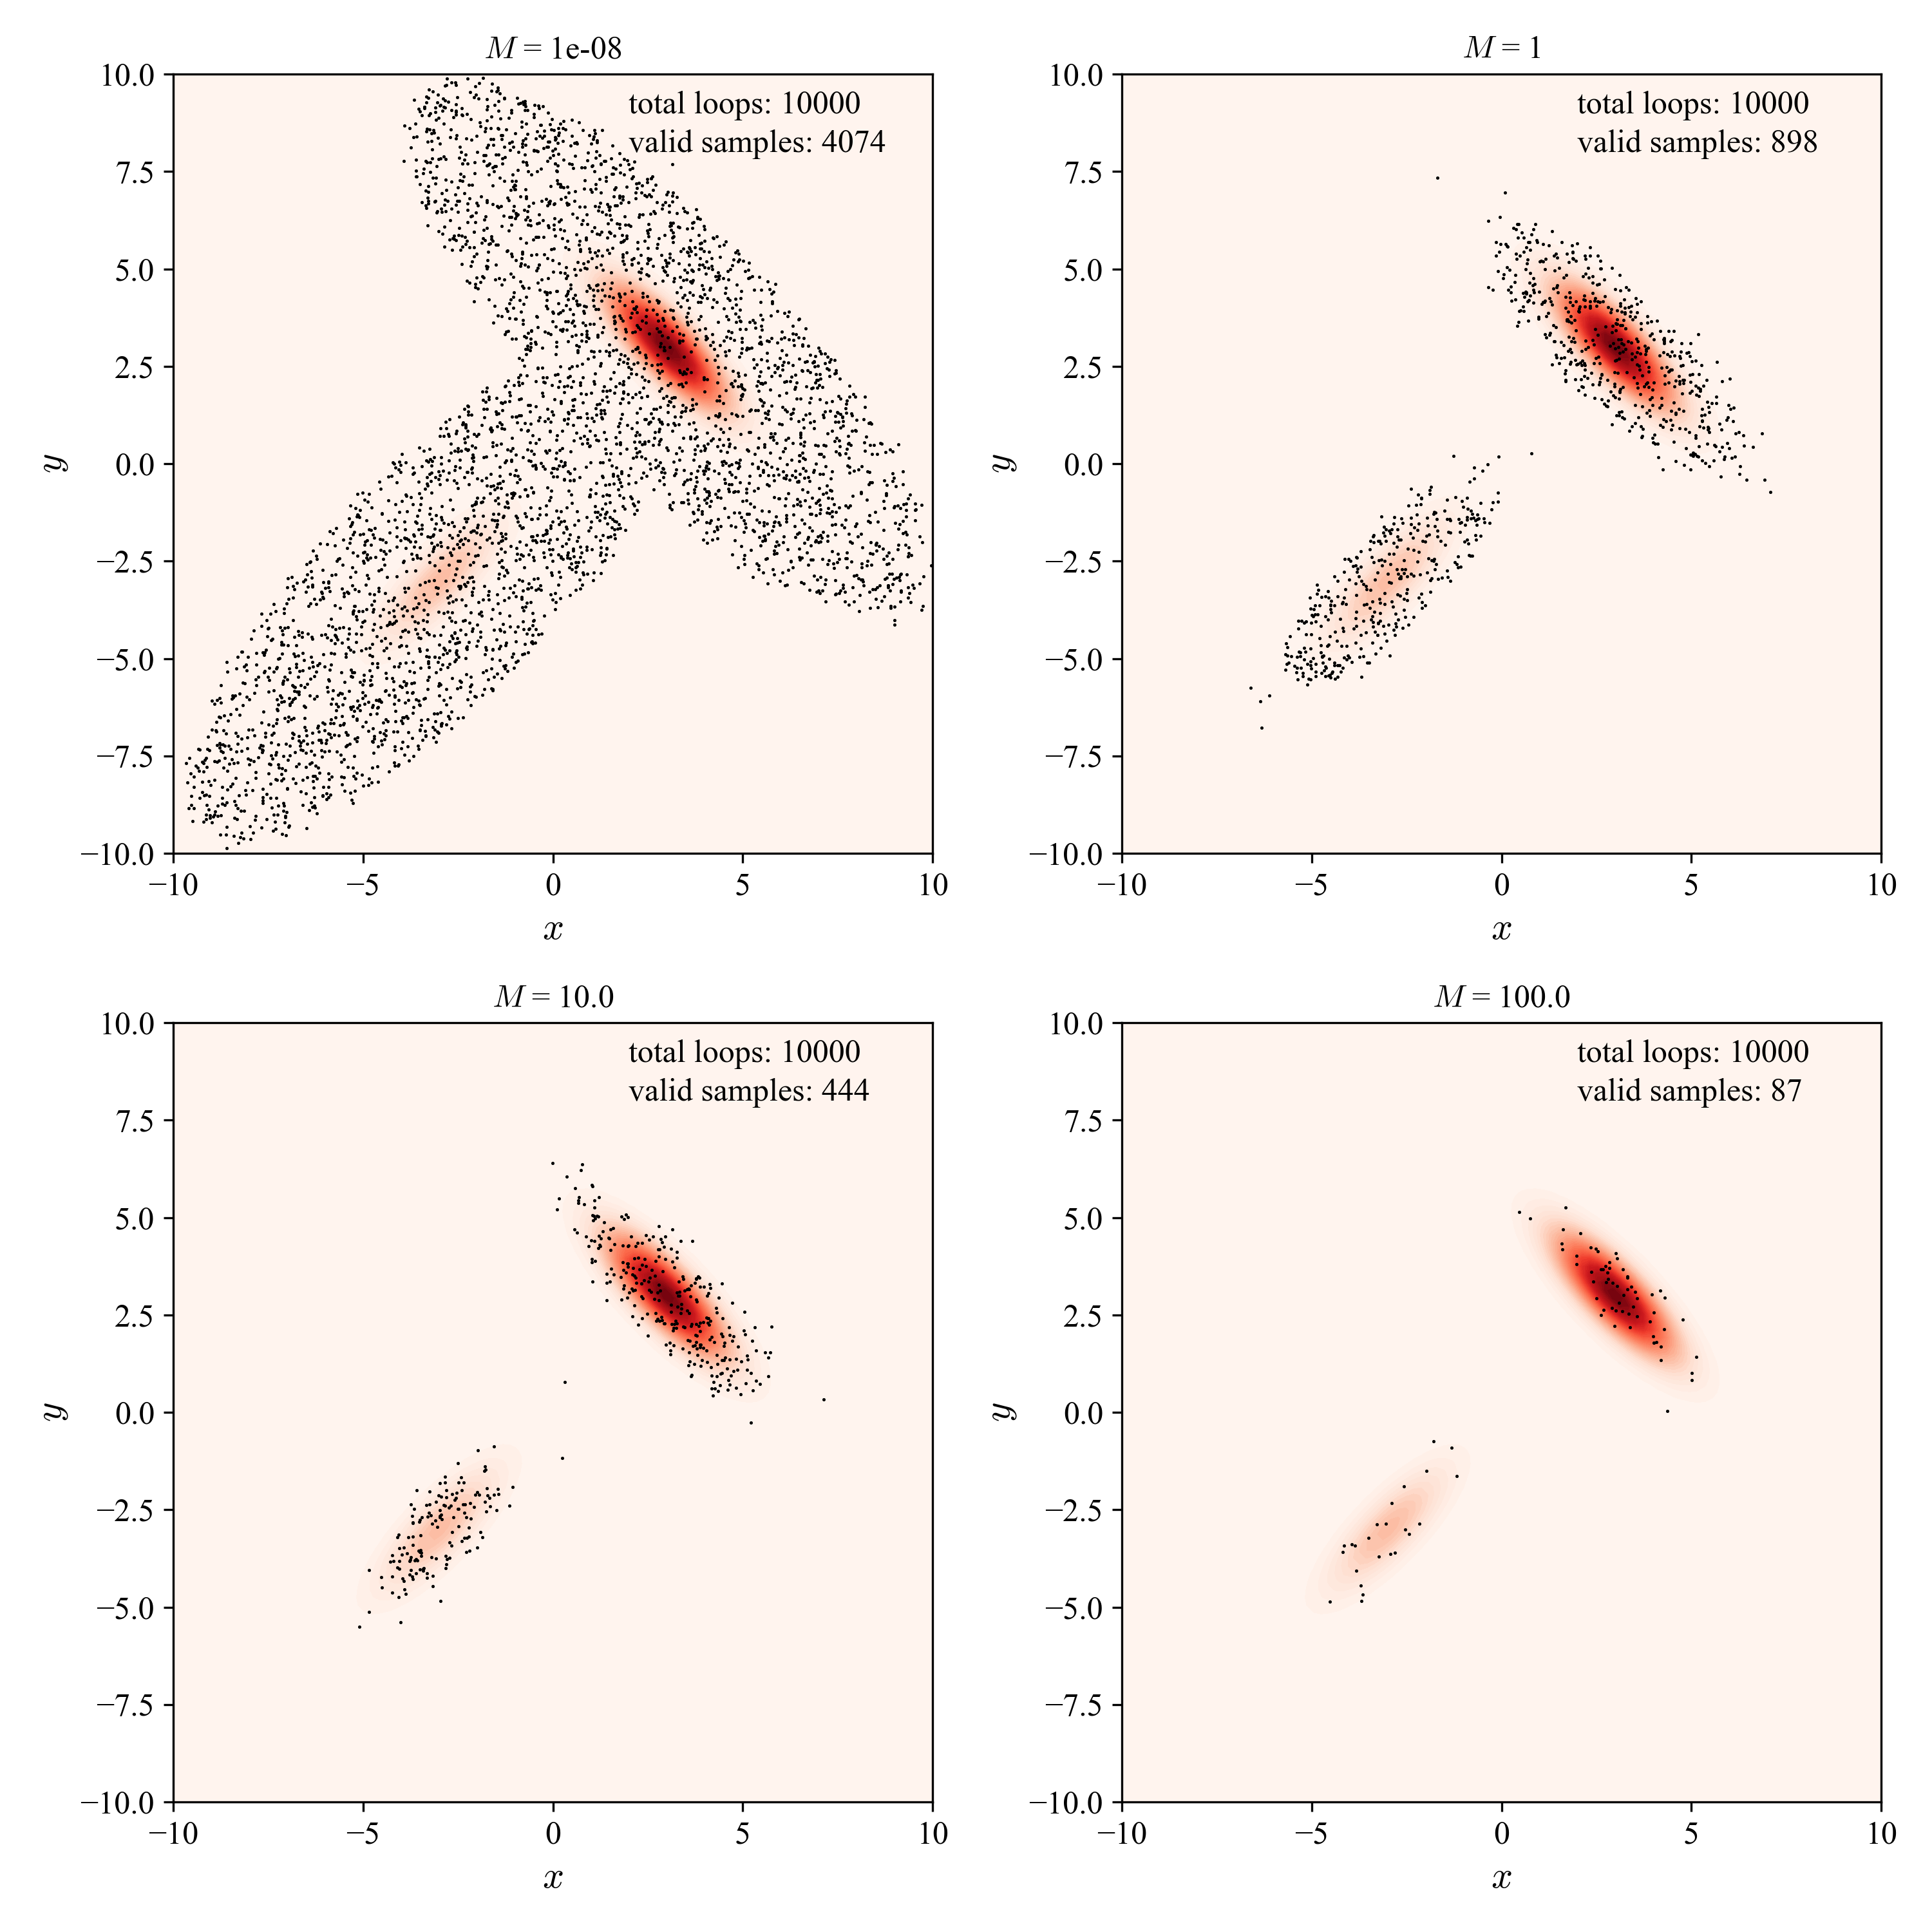 M = 1e-08
total loops: 10000
valid samples: 4074
10.0
7.5
5.0
2.5
0.0
−2.5
−5.0
−7.5
−10.0
y
−10
−5
0
5
10
x
M = 1
total loops: 10000
valid samples: 898
10.0
7.5
5.0
2.5
0.0
−2.5
−5.0
−7.5
−10.0
y
−10
−5
0
5
10
x
M = 10.0
total loops: 10000
valid samples: 444
10.0
7.5
5.0
2.5
0.0
−2.5
−5.0
−7.5
−10.0
y
−10
−5
0
5
10
x
M = 100.0
total loops: 10000
valid samples: 87
10.0
7.5
5.0
2.5
0.0
−2.5
−5.0
−7.5
−10.0
y
−10
−5
0
5
10
x